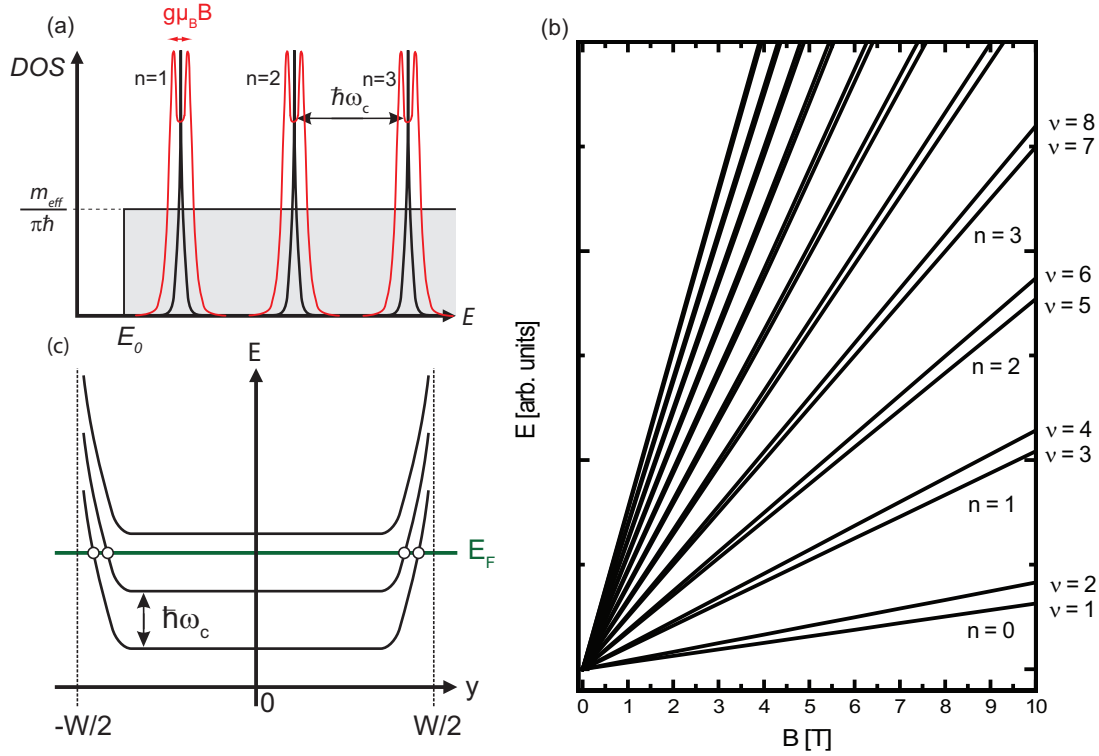 (a)
gμ_B B
DOS
n=1
n=2
n=3
ħω_c
m_eff
πħ
E_0
E
(b)
E [arb. units]
ν = 8
ν = 7
n = 3
ν = 6
ν = 5
n = 2
ν = 4
ν = 3
n = 1
ν = 2
ν = 1
n = 0
0 1 2 3 4 5 6 7 8 9 10
B [T]
(c)
E
E_F
ħω_c
0
y
-W/2
W/2